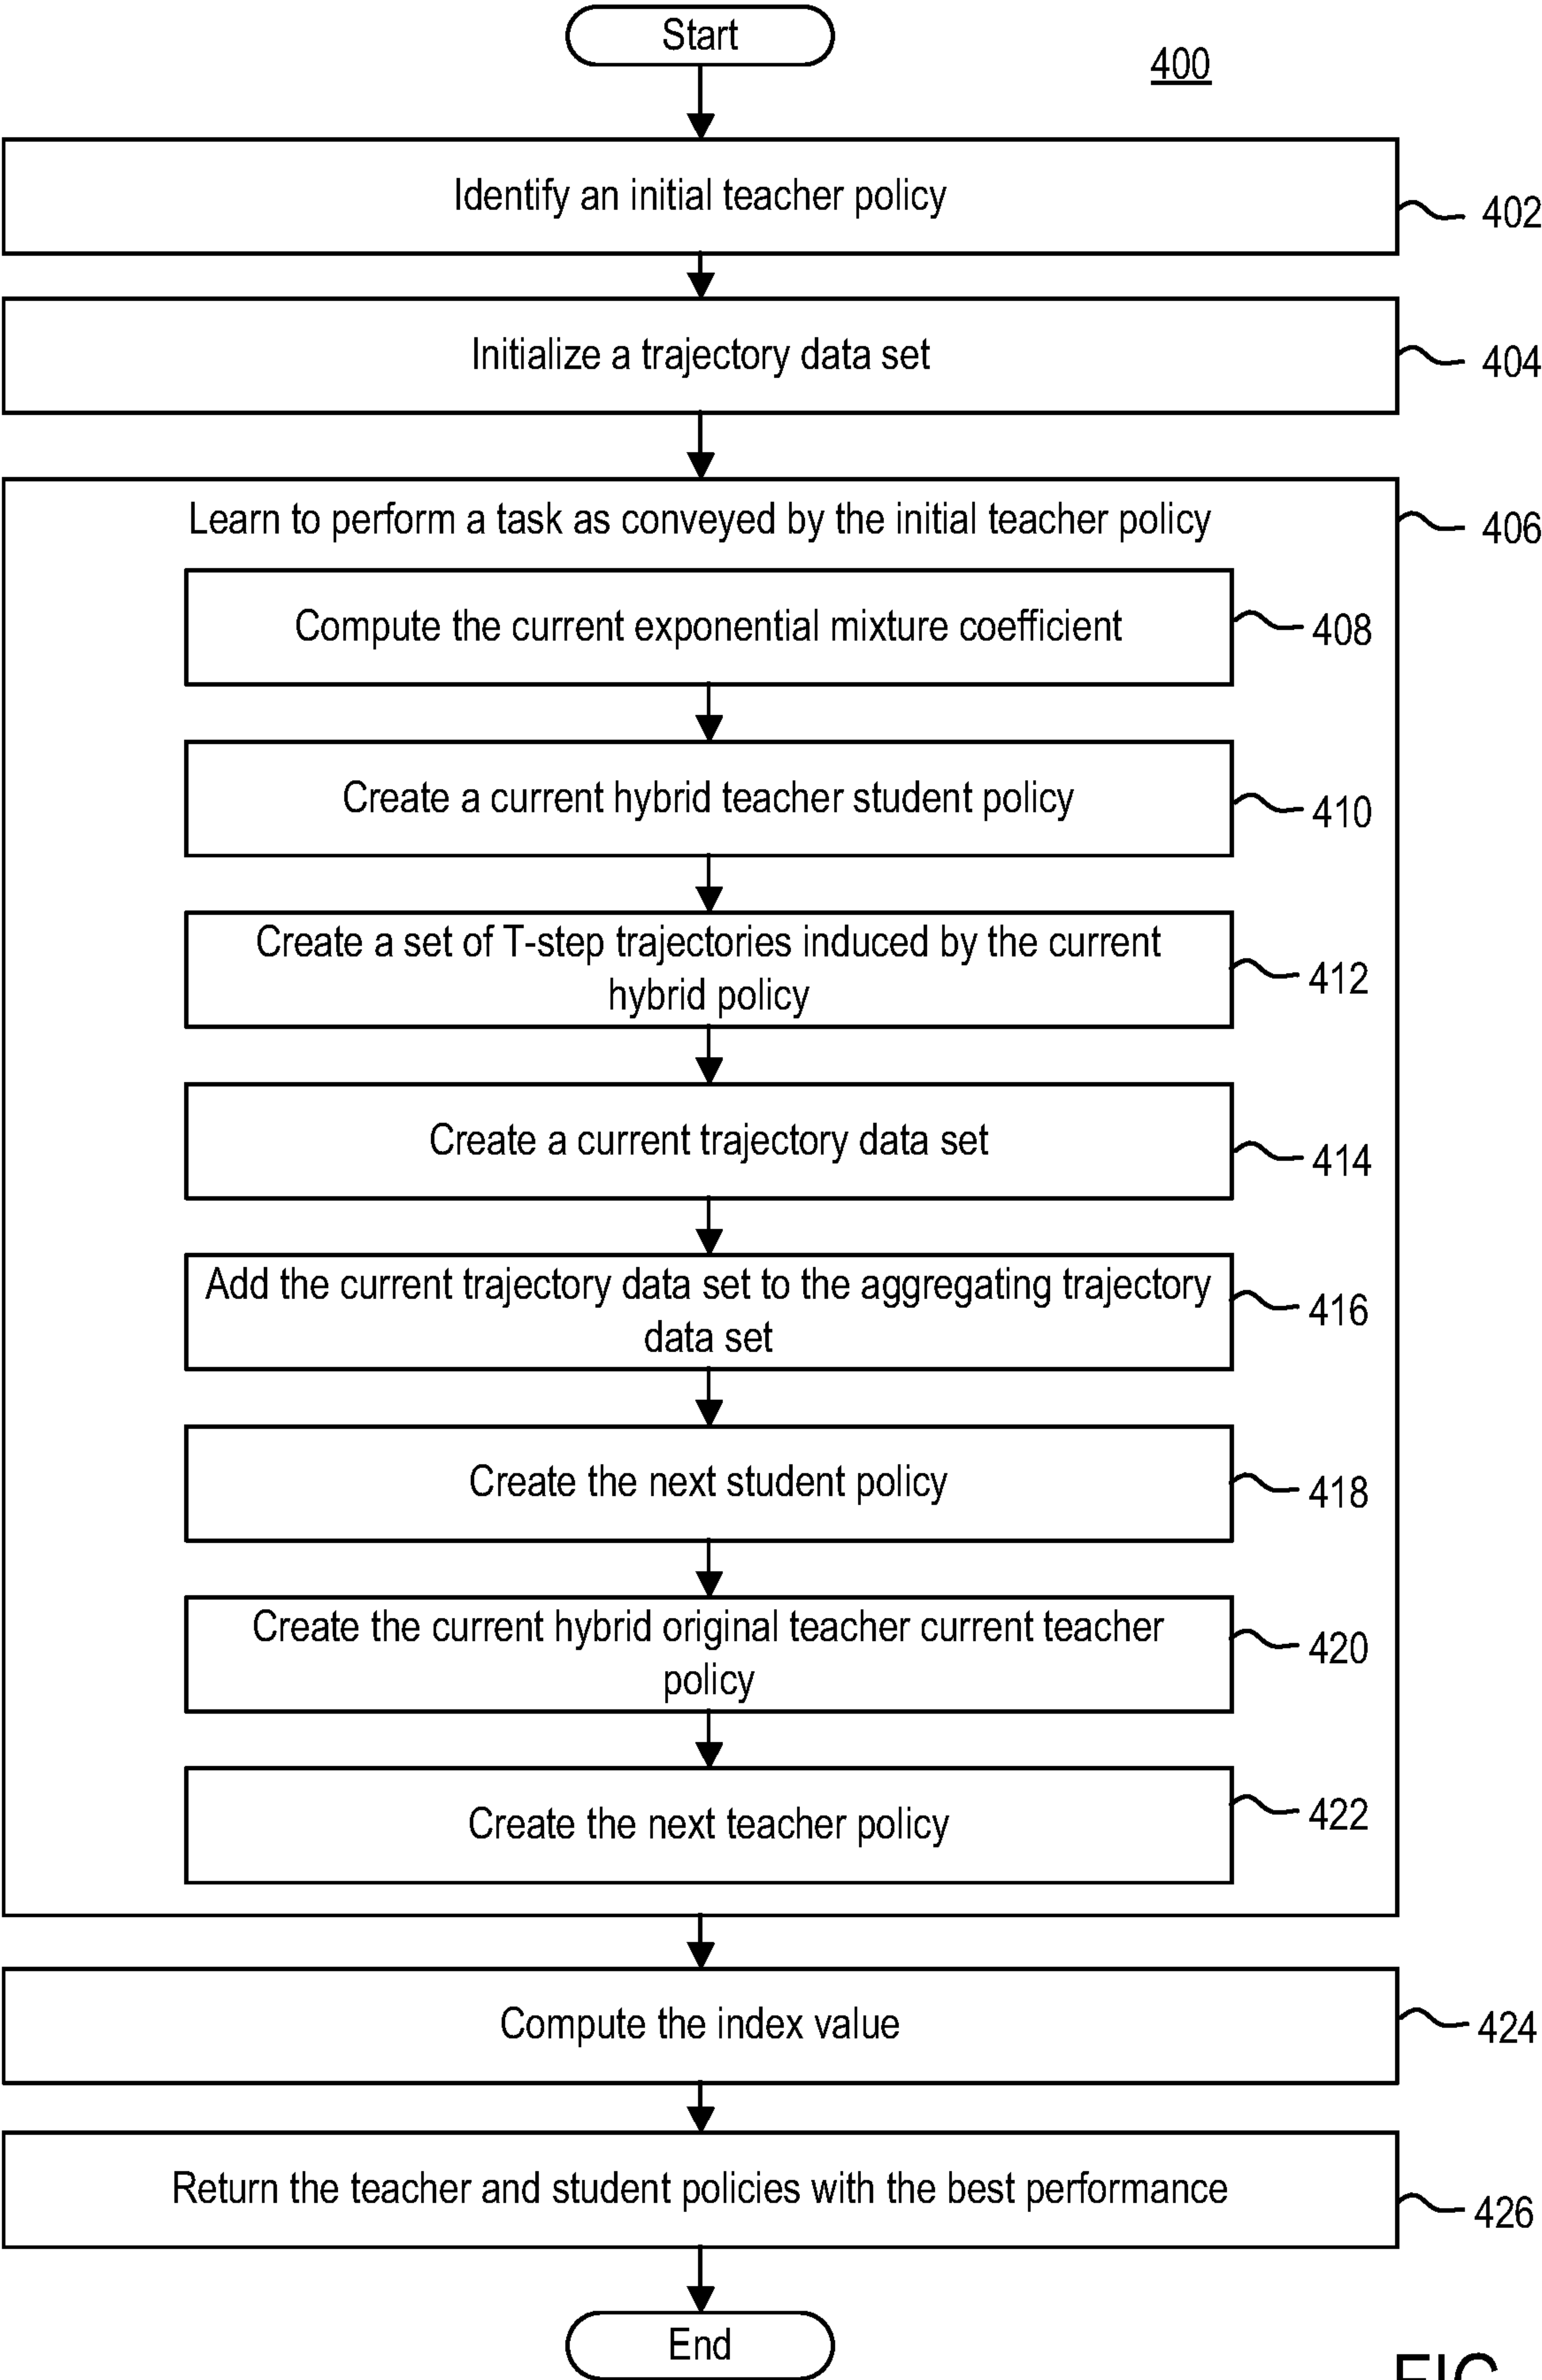 Start
400
Identify an initial teacher policy
402
Initialize a trajectory data set
404
Learn to perform a task as conveyed by the initial teacher policy
406
Compute the current exponential mixture coefficient
408
Create a current hybrid teacher student policy
410
Create a set of T-step trajectories induced by the current
hybrid policy
412
Create a current trajectory data set
414
Add the current trajectory data set to the aggregating trajectory
data set
416
Create the next student policy
418
Create the current hybrid original teacher current teacher
policy
420
Create the next teacher policy
422
Compute the index value
424
Return the teacher and student policies with the best performance
426
End
FIG